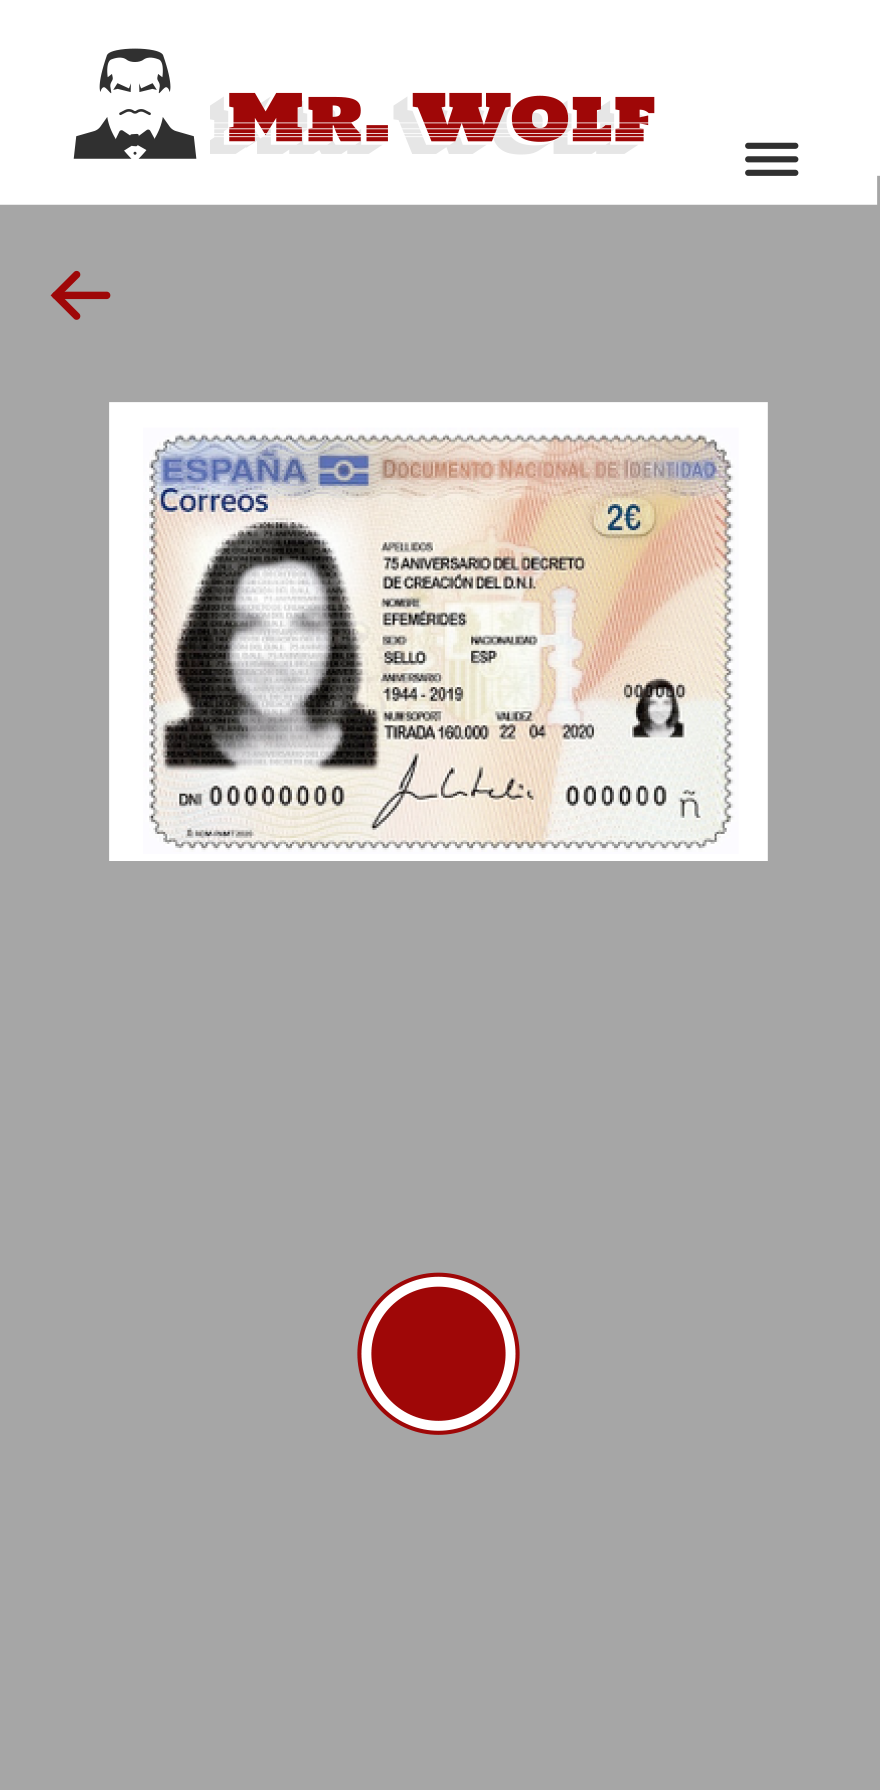 MR. WOLF
ESPAÑA DOCUMENTO NACIONAL DE IDENTIDAD
Correos
2€
APELLIDOS
75 ANIVERSARIO DEL DECRETO
DE CREACIÓN DEL D.N.I.
NOMBRE
EFEMÉRIDES
SEXO NACIONALIDAD
SELLO ESP
ANIVERSARIO
1944 - 2019
000000
NUM SOPORT VALIDEZ
TIRADA 160.000 22 04 2020
DNI 00000000 000000 ñ